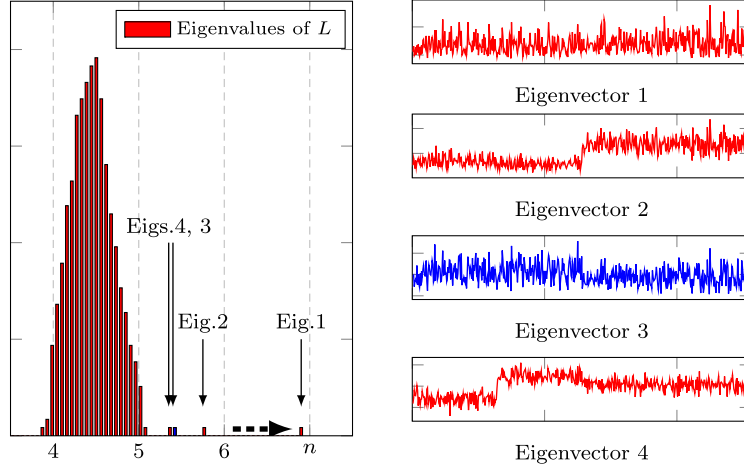 Eigenvalues of L
Eigs.4, 3
Eig.2
Eig.1
4
5
6
n
Eigenvector 1
Eigenvector 2
Eigenvector 3
Eigenvector 4